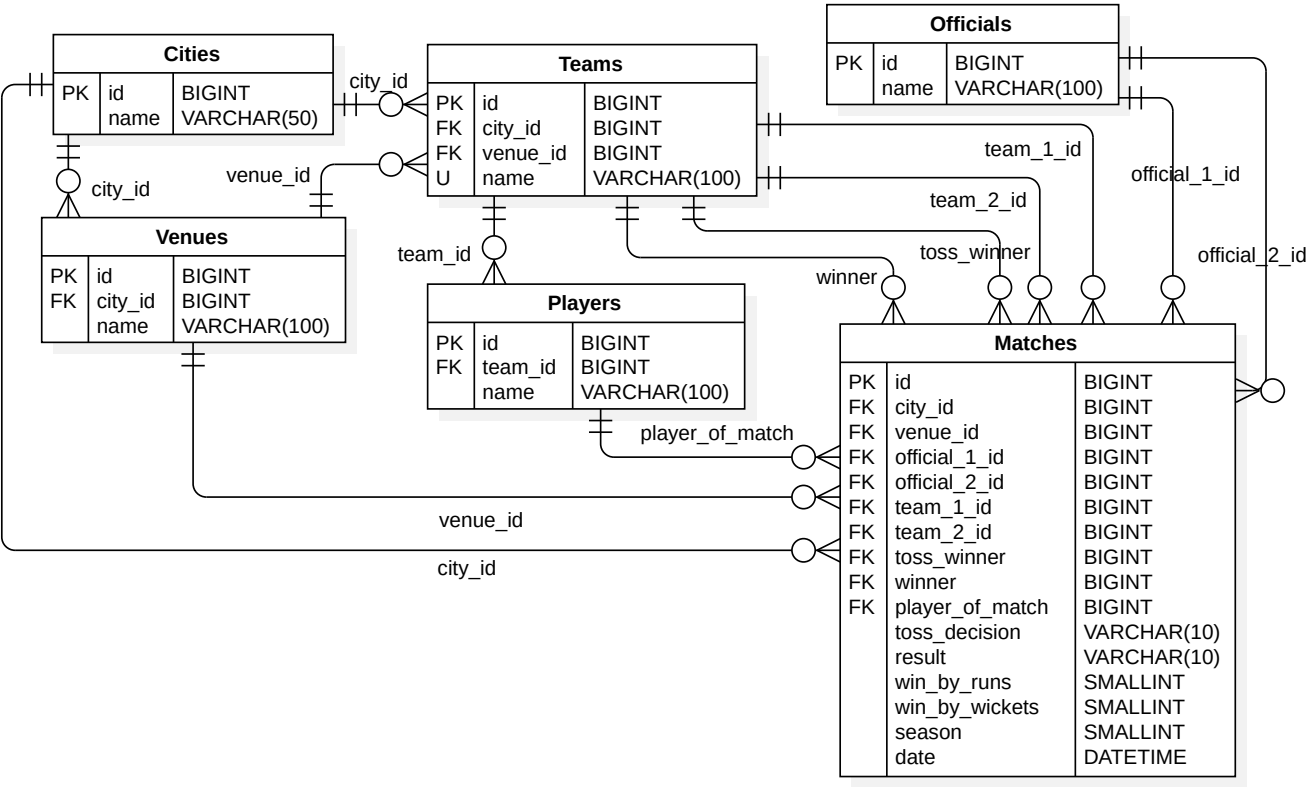 Officials
PK id BIGINT
name VARCHAR(100)
Cities
PK id BIGINT
name VARCHAR(50)
city_id
Teams
PK id BIGINT
FK city_id BIGINT
FK venue_id BIGINT
U name VARCHAR(100)
team_1_id
official_1_id
venue_id
city_id
team_2_id
Venues
PK id BIGINT
FK city_id BIGINT
name VARCHAR(100)
team_id
toss_winner
official_2_id
winner
Players
PK id BIGINT
FK team_id BIGINT
name VARCHAR(100)
player_of_match
venue_id
city_id
Matches
PK id BIGINT
FK city_id BIGINT
FK venue_id BIGINT
FK official_1_id BIGINT
FK official_2_id BIGINT
FK team_1_id BIGINT
FK team_2_id BIGINT
FK toss_winner BIGINT
FK winner BIGINT
FK player_of_match BIGINT
toss_decision VARCHAR(10)
result VARCHAR(10)
win_by_runs SMALLINT
win_by_wickets SMALLINT
season SMALLINT
date DATETIME